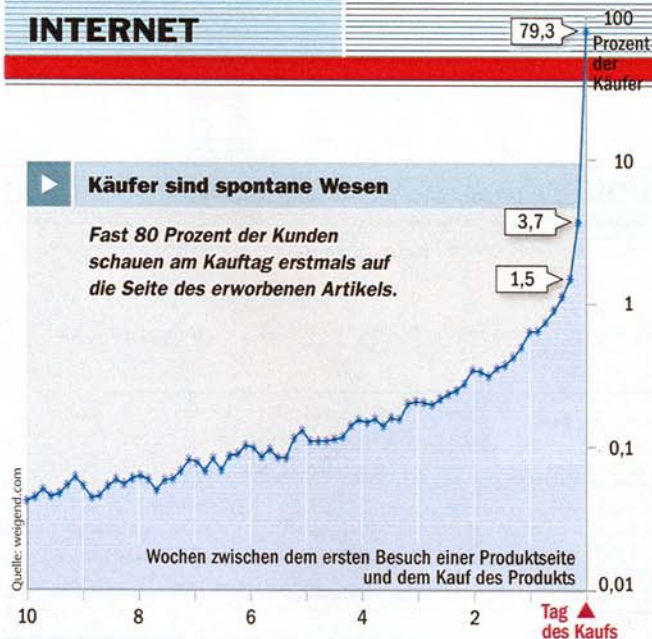 INTERNET
79,3
100
Prozent
der
Käufer
Käufer sind spontane Wesen
Fast 80 Prozent der Kunden
schauen am Kauftag erstmals auf
die Seite des erworbenen Artikels.
10
3,7
1,5
1
0,1
Quelle: weigend.com
Wochen zwischen dem ersten Besuch einer Produktseite
und dem Kauf des Produkts
0,01
10
8
6
4
2
Tag
des Kaufs